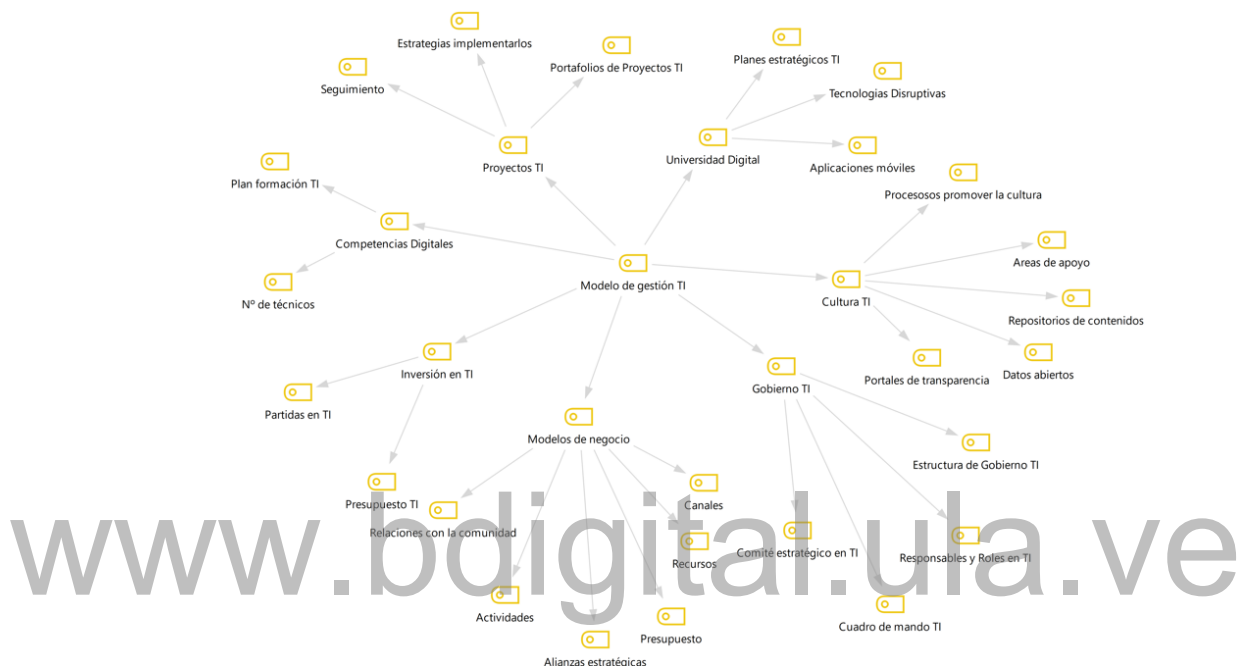 Estrategias implementarlos
Portafolios de Proyectos TI
Planes estratégicos TI
Seguimiento
Tecnologías Disruptivas
Proyectos TI
Universidad Digital
Aplicaciones móviles
Plan formación TI
Procesosos promover la cultura
Competencias Digitales
Areas de apoyo
Modelo de gestión TI
Nº de técnicos
Cultura TI
Repositorios de contenidos
Inversión en TI
Portales de transparencia
Datos abiertos
Gobierno TI
Partidas en TI
Modelos de negocio
Estructura de Gobierno TI
Presupuesto TI
Canales
Relaciones con la comunidad
Recursos
Comité estratégico en TI
Responsables y Roles en TI
www.bdigital.ula.ve
Actividades
Presupuesto
Cuadro de mando TI
Alianzas estratégicas